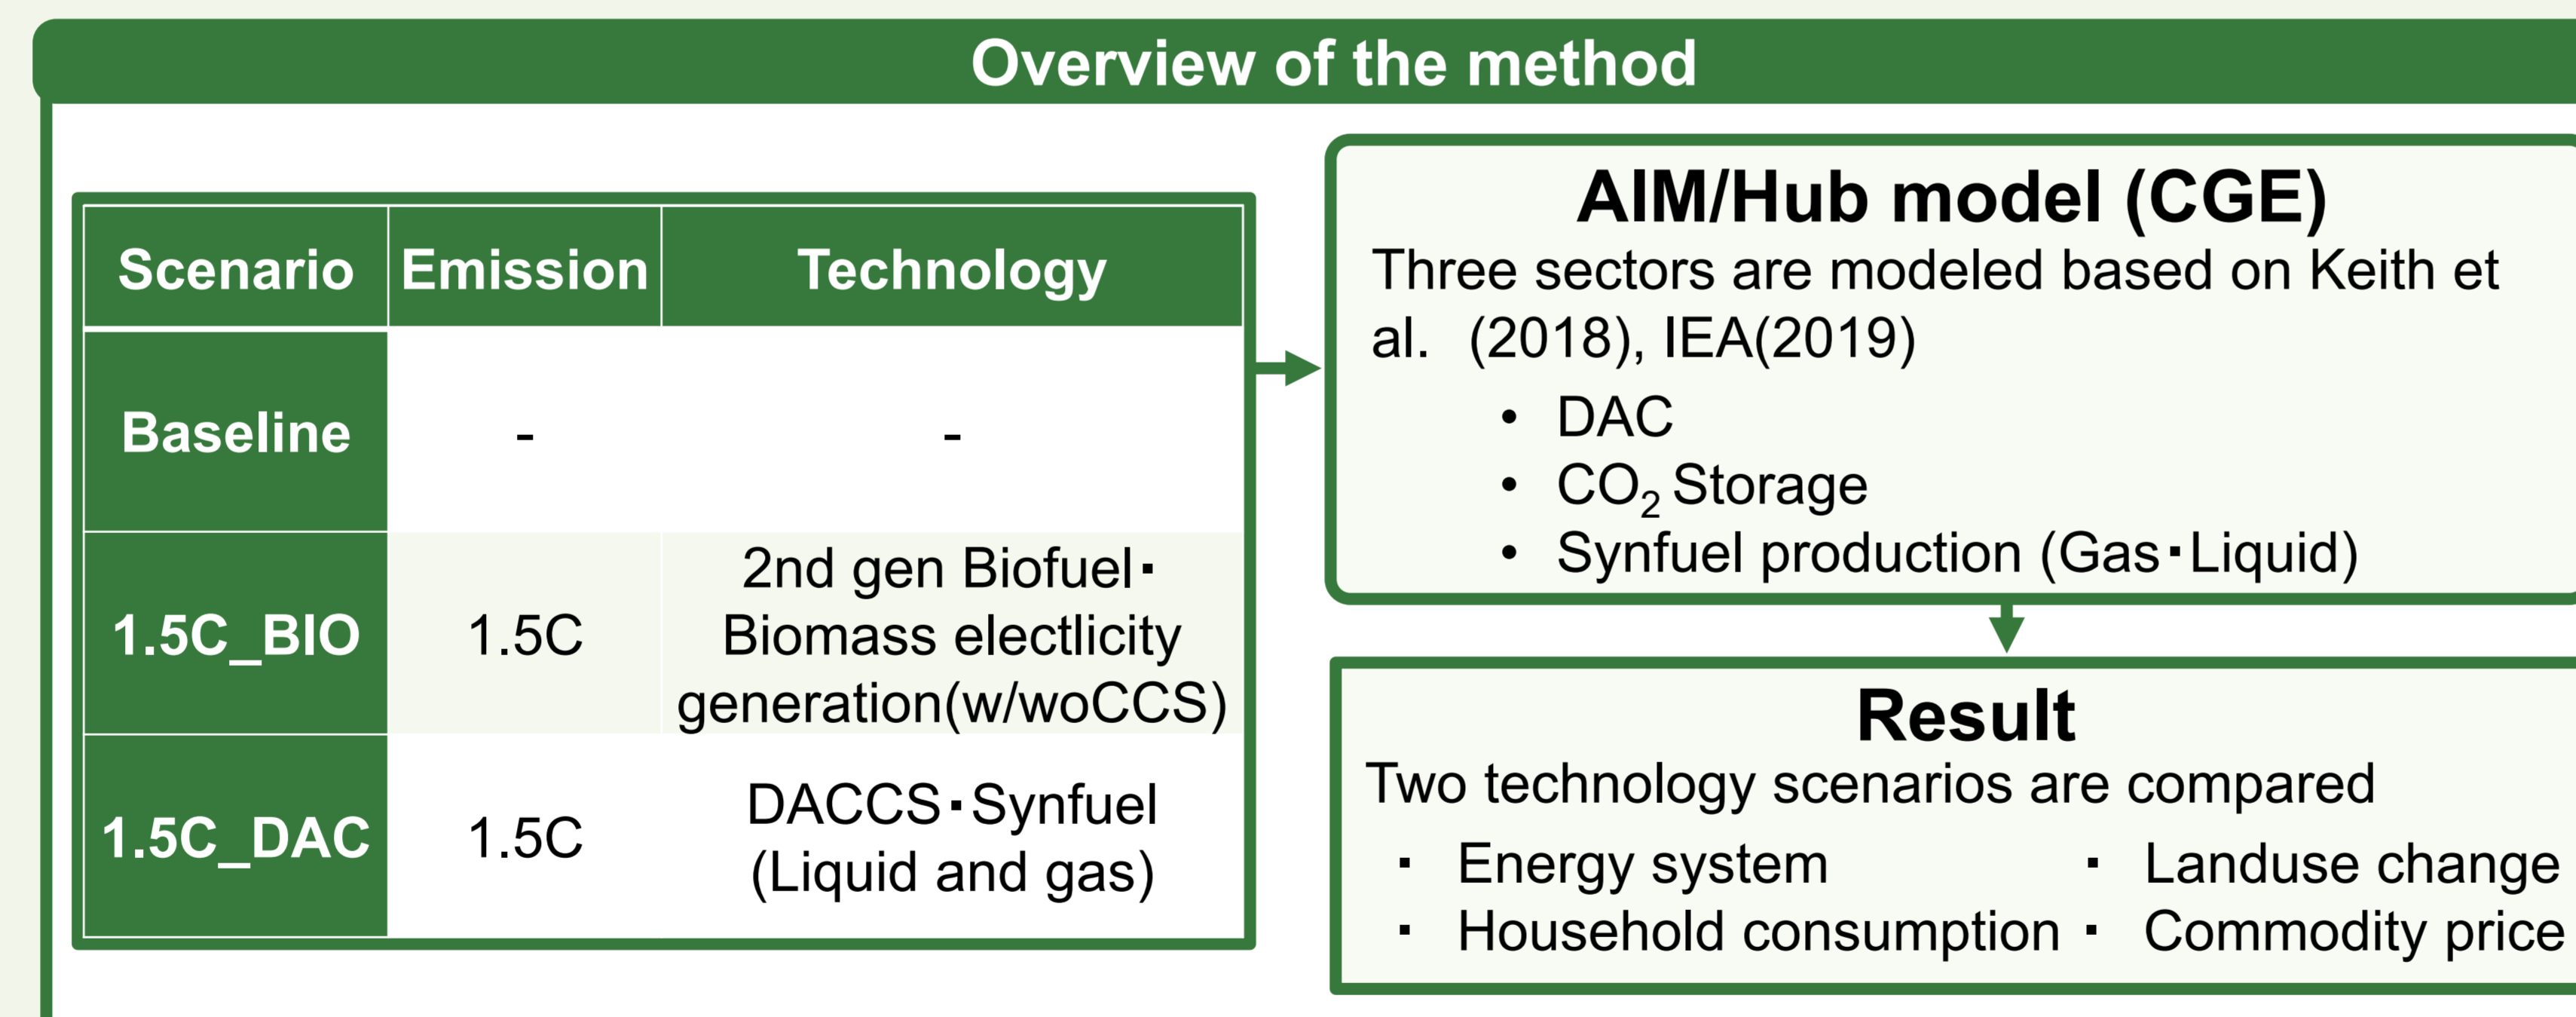 Overview of the method
Scenario Emission Technology
Baseline - -
1.5C_BIO 1.5C 2nd gen Biofuel・
Biomass electlicity
generation(w/woCCS)
1.5C_DAC 1.5C DACCS・Synfuel
(Liquid and gas)
AIM/Hub model (CGE)
Three sectors are modeled based on Keith et
al. (2018), IEA(2019)
• DAC
• CO₂ Storage
• Synfuel production (Gas・Liquid)
Result
Two technology scenarios are compared
・ Energy system ・ Landuse change
・ Household consumption ・ Commodity price